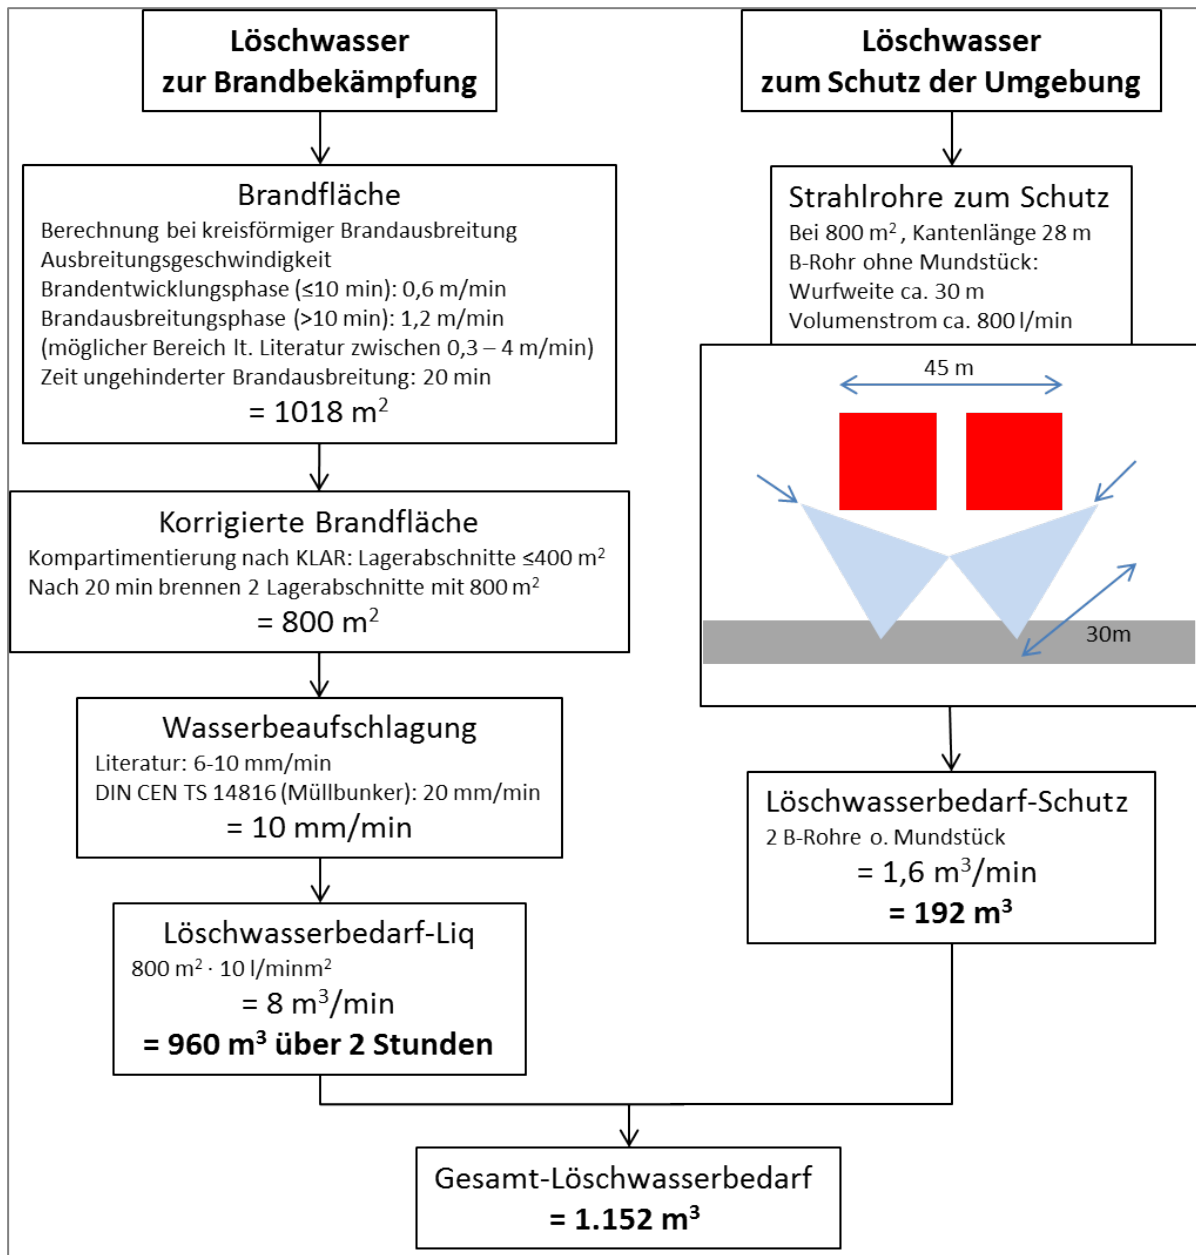 Löschwasser
zur Brandbekämpfung
Brandfläche
Berechnung bei kreisförmiger Brandausbreitung
Ausbreitungsgeschwindigkeit
Brandentwicklungsphase (≤10 min): 0,6 m/min
Brandausbreitungsphase (>10 min): 1,2 m/min
(möglicher Bereich lt. Literatur zwischen 0,3 – 4 m/min)
Zeit ungehinderter Brandausbreitung: 20 min
= 1018 m²
Korrigierte Brandfläche
Kompartimentierung nach KLAR: Lagerabschnitte ≤400 m²
Nach 20 min brennen 2 Lagerabschnitte mit 800 m²
= 800 m²
Wasserbeaufschlagung
Literatur: 6-10 mm/min
DIN CEN TS 14816 (Müllbunker): 20 mm/min
= 10 mm/min
Löschwasserbedarf-Liq
800 m² · 10 l/minm²
= 8 m³/min
= 960 m³ über 2 Stunden
Löschwasser
zum Schutz der Umgebung
Strahlrohre zum Schutz
Bei 800 m² , Kantenlänge 28 m
B-Rohr ohne Mundstück:
Wurfweite ca. 30 m
Volumenstrom ca. 800 l/min
45 m
30m
Löschwasserbedarf-Schutz
2 B-Rohre o. Mundstück
= 1,6 m³/min
= 192 m³
Gesamt-Löschwasserbedarf
= 1.152 m³